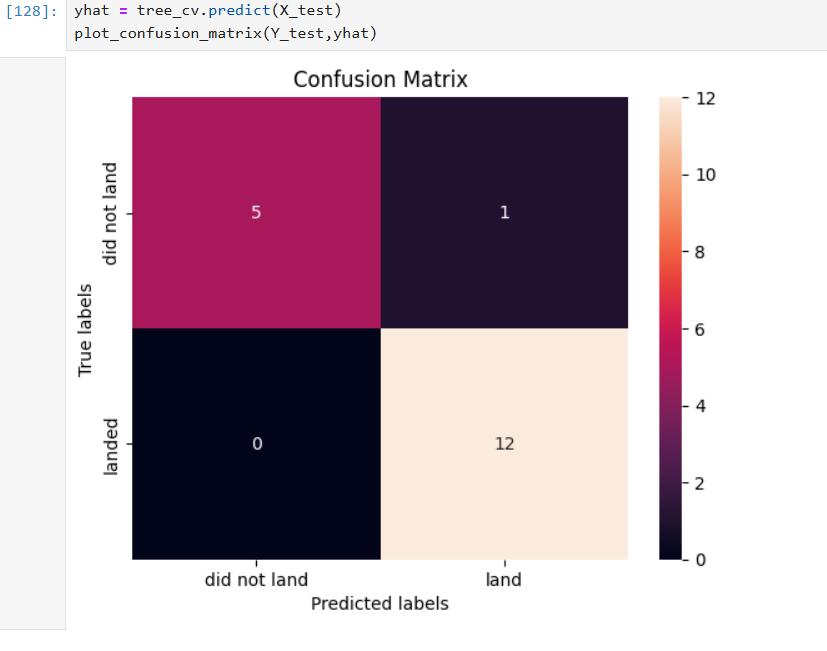 [128]: yhat = tree_cv.predict(X_test)
plot_confusion_matrix(Y_test,yhat)
Confusion Matrix
did not land
landed
True labels
5
1
0
12
did not land
land
Predicted labels
12
10
8
6
4
2
0